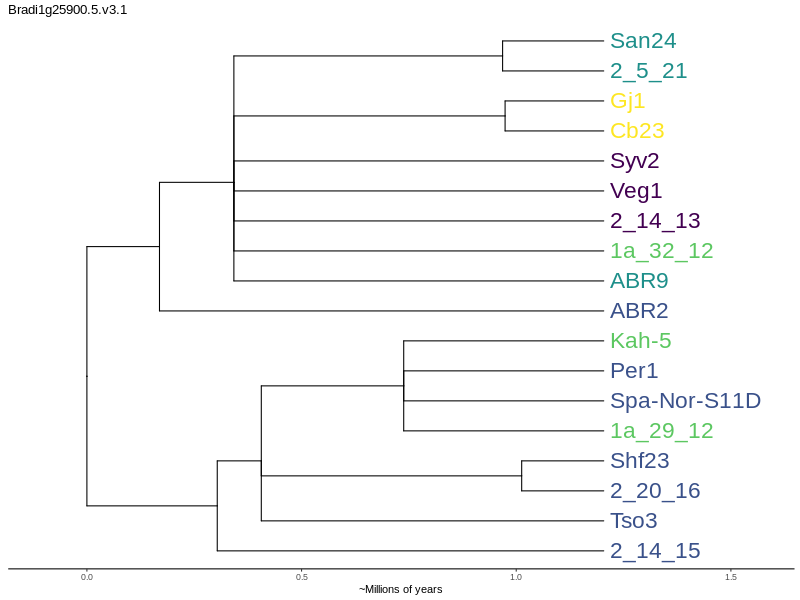 Bradi1g25900.5.v3.1
San24
2_5_21
Gj1
Cb23
Syv2
Veg1
2_14_13
1a_32_12
ABR9
ABR2
Kah-5
Per1
Spa-Nor-S11D
1a_29_12
Shf23
2_20_16
Tso3
2_14_15
0.0 0.5 1.0 1.5
~Millions of years